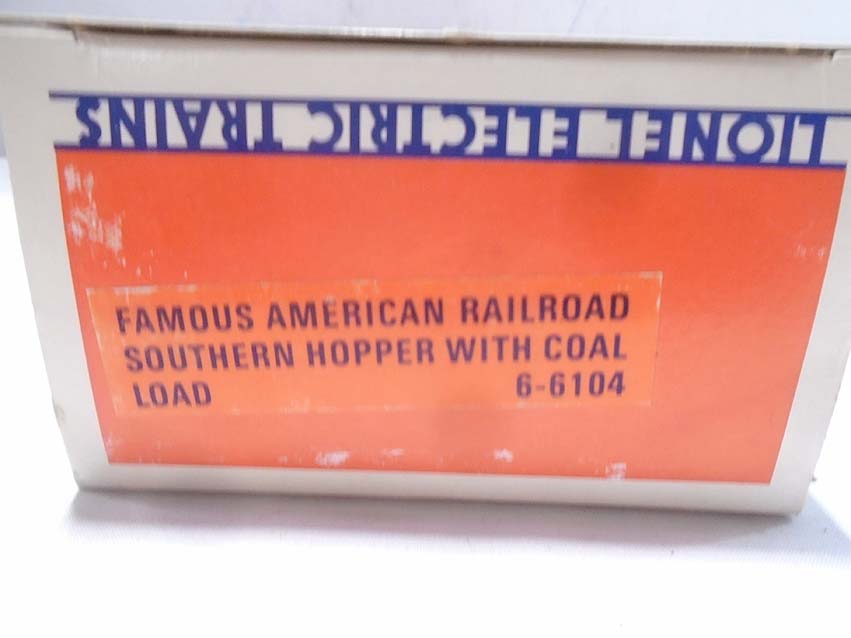 LIONEL ELECTRIC TRAINS
FAMOUS AMERICAN RAILROAD
SOUTHERN HOPPER WITH COAL
LOAD 6-6104